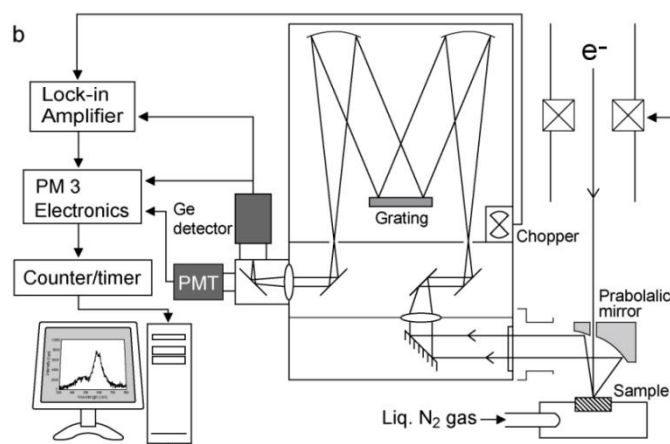 b
e-
Lock-in
Amplifier
PM 3
Electronics
Ge
detector
Grating
Chopper
Counter/timer
PMT
Prabolalic
mirror
Sample
Liq. N₂ gas